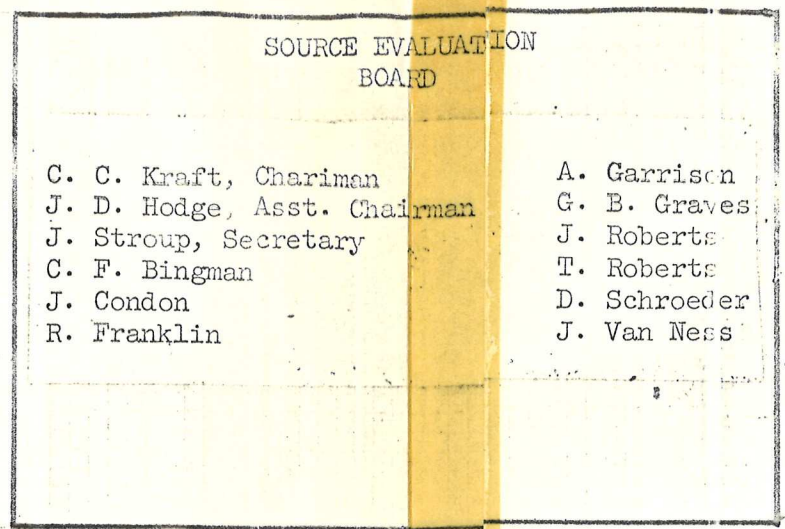 SOURCE EVALUATION
BOARD
C. C. Kraft, Chariman
J. D. Hodge, Asst. Chairman
J. Stroup, Secretary
C. F. Bingman
J. Condon
R. Franklin
A. Garrison
G. B. Graves
J. Roberts
T. Roberts
D. Schroeder
J. Van Ness